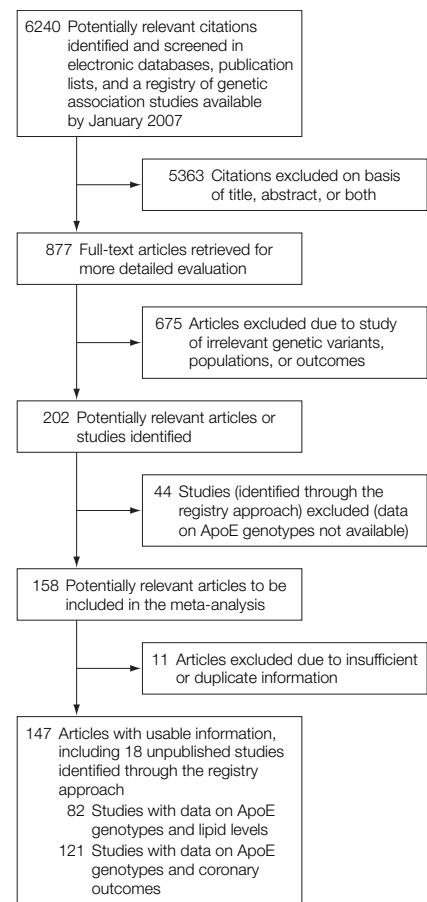 6240 Potentially relevant citations
identified and screened in
electronic databases, publication
lists, and a registry of genetic
association studies available
by January 2007
5363 Citations excluded on basis
of title, abstract, or both
877 Full-text articles retrieved for
more detailed evaluation
675 Articles excluded due to study
of irrelevant genetic variants,
populations, or outcomes
202 Potentially relevant articles or
studies identified
44 Studies (identified through the
registry approach) excluded (data
on ApoE genotypes not available)
158 Potentially relevant articles to be
included in the meta-analysis
11 Articles excluded due to insufficient
or duplicate information
147 Articles with usable information,
including 18 unpublished studies
identified through the registry
approach
82 Studies with data on ApoE
genotypes and lipid levels
121 Studies with data on ApoE
genotypes and coronary
outcomes